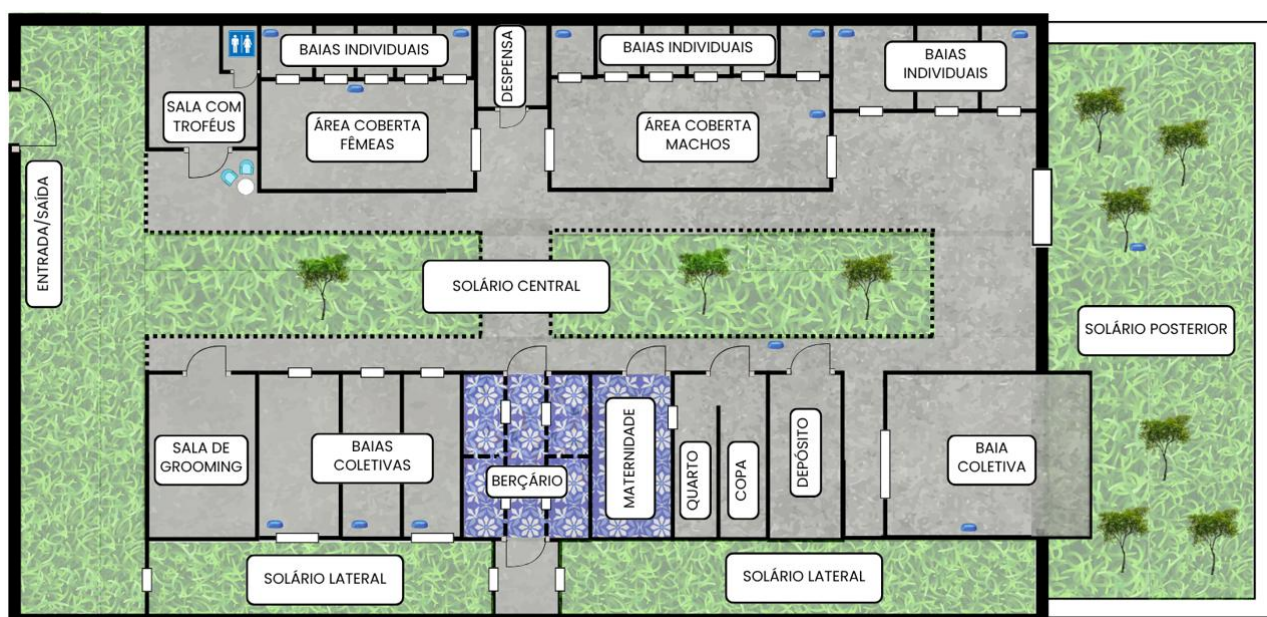 BAIAS INDIVIDUAIS
DESPENSA
BAIAS INDIVIDUAIS
BAIAS
INDIVIDUAIS
SALA COM
TROFÉUS
ÁREA COBERTA
FÊMEAS
ÁREA COBERTA
MACHOS
ENTRADA/SAÍDA
SOLÁRIO CENTRAL
SOLÁRIO POSTERIOR
SALA DE
GROOMING
BAIAS
COLETIVAS
BERÇÁRIO
MATERNIDADE
QUARTO
COPA
DEPÓSITO
BAIA
COLETIVA
SOLÁRIO LATERAL
SOLÁRIO LATERAL